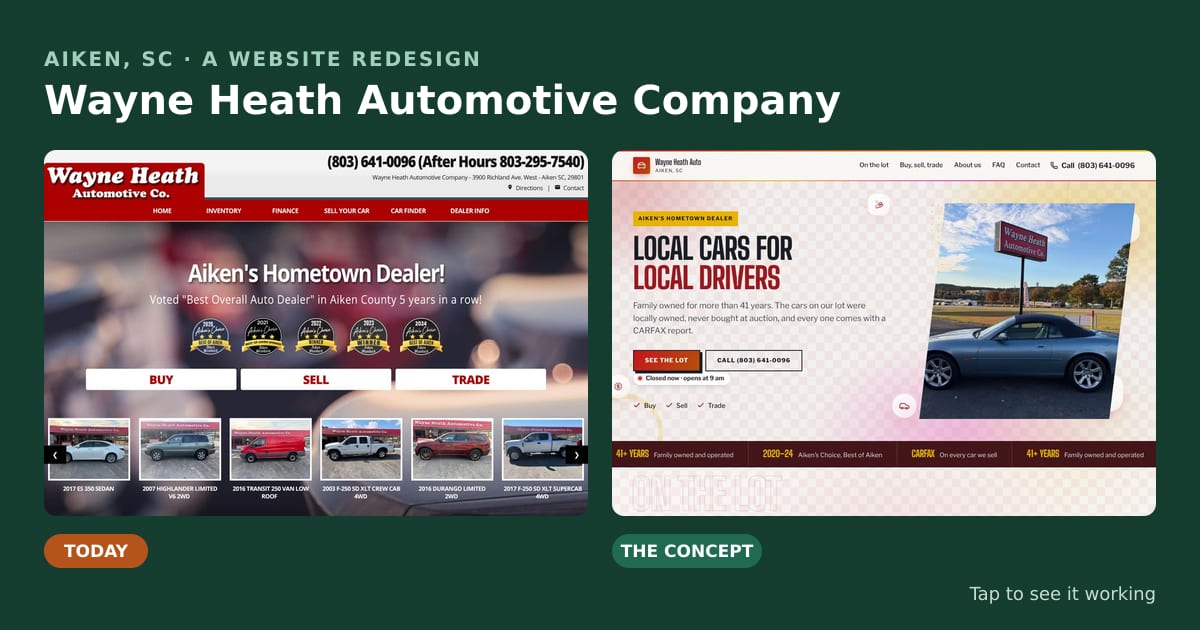 AIKEN, SC · A WEBSITE REDESIGN
Wayne Heath Automotive Company
Wayne Heath
Automotive Co.
(803) 641-0096 (After Hours 803-295-7540)
Wayne Heath Automotive Company - 3900 Richland Ave. West - Aiken SC, 29801
Directions | Contact
HOME INVENTORY FINANCE SELL YOUR CAR CAR FINDER DEALER INFO
Aiken's Hometown Dealer!
Voted "Best Overall Auto Dealer" in Aiken County 5 years in a row!
2020 2021 2022 2023 2024
BUY SELL TRADE
2017 ES 350 SEDAN
2007 HIGHLANDER LIMITED
V6 2WD
2016 TRANSIT 250 VAN LOW
ROOF
2003 F-250 SD XLT CREW CAB
4WD
2016 DURANGO LIMITED
2WD
2017 F-250 SD XLT SUPERCAB
4WD
TODAY
Wayne Heath Auto
AIKEN, SC
On the lot Buy, sell, trade About us FAQ Contact Call (803) 641-0096
AIKEN'S HOMETOWN DEALER
LOCAL CARS FOR
LOCAL DRIVERS
Family owned for more than 41 years. The cars on our lot were
locally owned, never bought at auction, and every one comes with a
CARFAX report.
SEE THE LOT CALL (803) 641-0096
Closed now · opens at 9 am
Buy Sell Trade
Wayne Heath
Automotive Co.
41+ YEARS Family owned and operated 2020–24 Aiken's Choice, Best of Aiken CARFAX On every car we sell 41+ YEARS Family owned and operated
ON THE LOT
THE CONCEPT
Tap to see it working